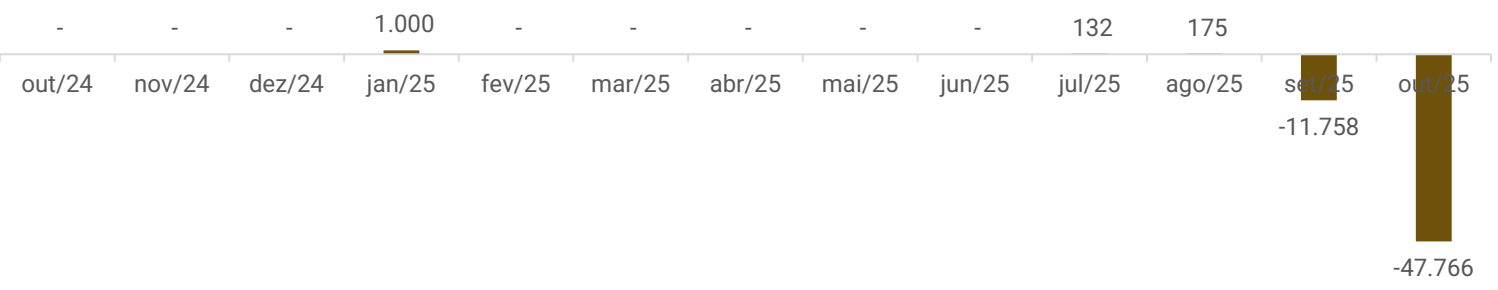 - - - 1.000 - - - - - 132 175
out/24 nov/24 dez/24 jan/25 fev/25 mar/25 abr/25 mai/25 jun/25 jul/25 ago/25 set/25 out/25
-11.758
-47.766